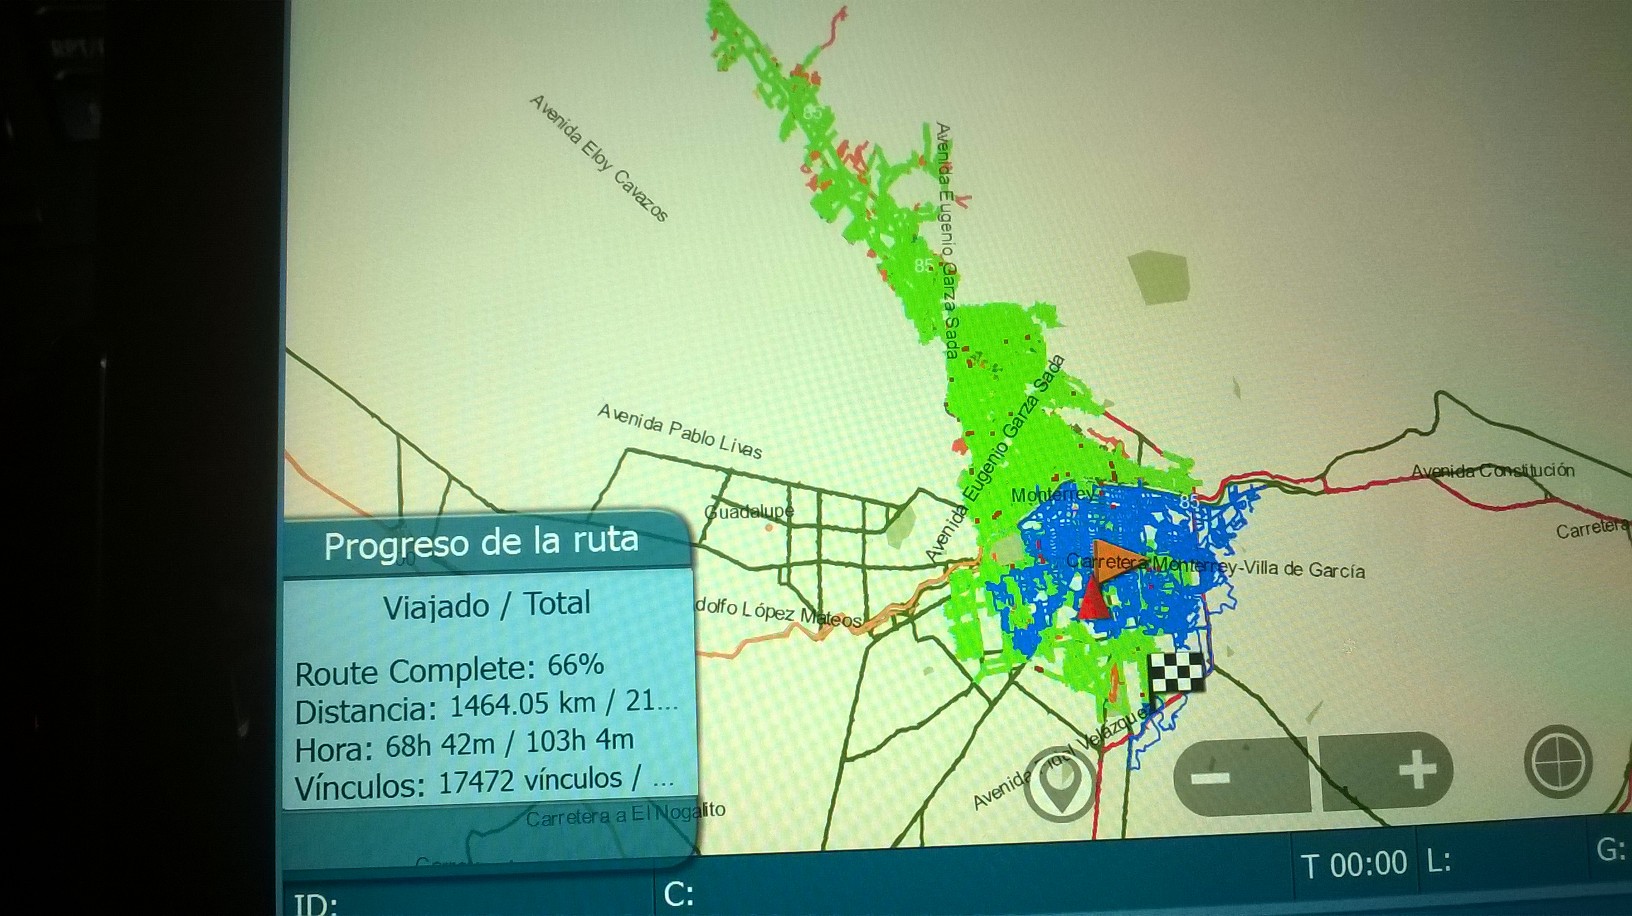 85
Avenida Eloy Cavazos
Avenida Eugenio Garza Sada
85
Avenida Eugenio Garza Sada
Avenida Pablo Livas
Avenida Constitución
Monterrey
85
Guadalupe
Carretera
Progreso de la ruta
Carretera Monterrey-Villa de García
Viajado / Total
dolfo López Mateos
Route Complete: 66%
Distancia: 1464.05 km / 21...
Hora: 68h 42m / 103h 4m
Vínculos: 17472 vínculos / ...
Carretera a El Nogalito
T 00:00
L:
G:
ID:
C: